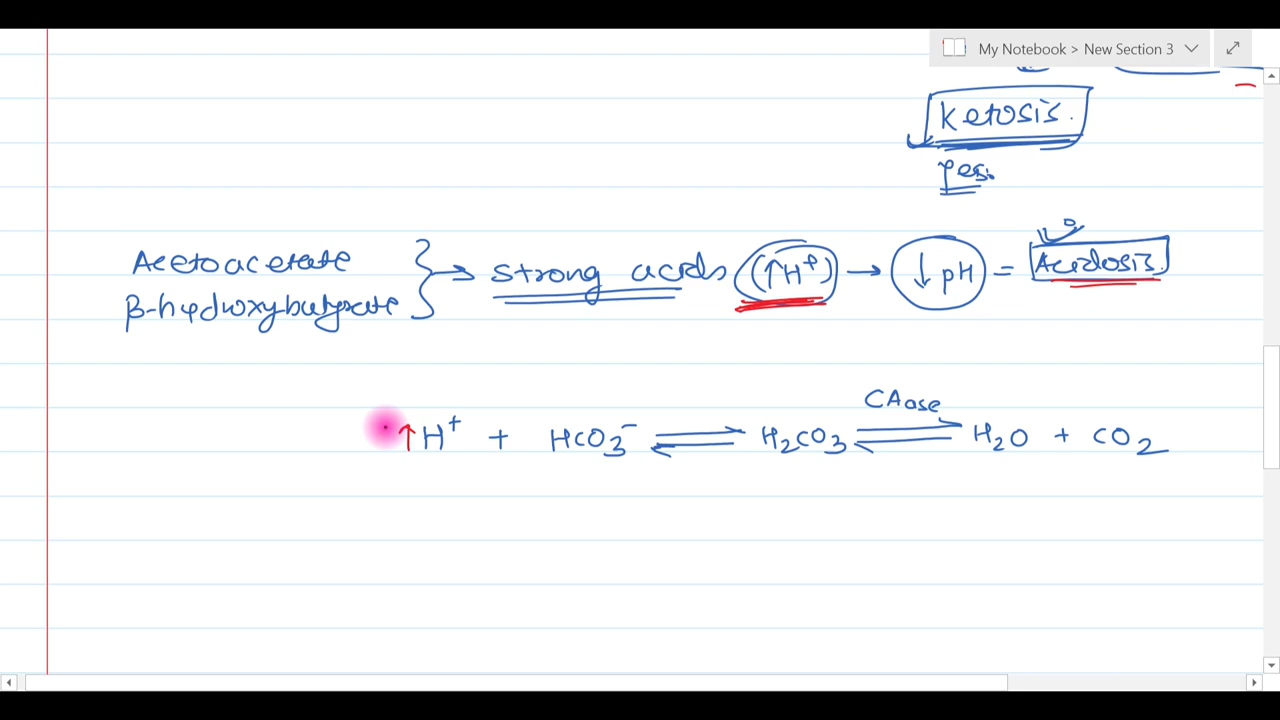 My Notebook > New Section 3
Ketosis.
Acetoacetate
β-hydroxybutyrate
} → strong acids (↑H⁺) → ↓ pH = Acidosis.
↑H⁺ + HCO₃⁻ ⇌ H₂CO₃ ⇌ H₂O + CO₂
CAase